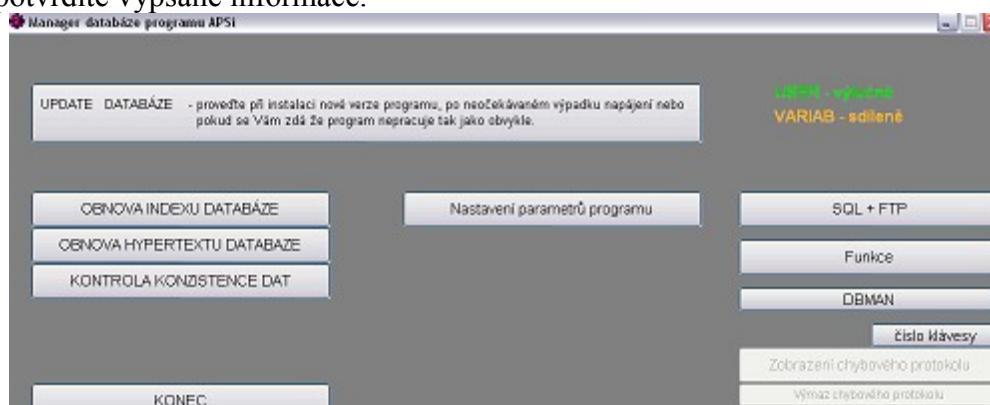 potvrdíte vypsané informace.
Manager databáze programu APSi
UPDATE DATABÁZE - proveďte při instalaci nové verze programu, po neočekávaném výpadku napájení nebo
pokud se Vám zdá že program nepracuje tak jako obvykle.
USER - výlučně
VARIAB - sdíleně
OBNOVA INDEXU DATABÁZE
Nastavení parametrů programu
SQL + FTP
OBNOVA HYPERTEXTU DATABAZE
Funkce
KONTROLA KONZISTENCE DAT
DBMAN
číslo klávesy
Zobrazení chybového protokolu
KONEC
Výmaz chybového protokolu